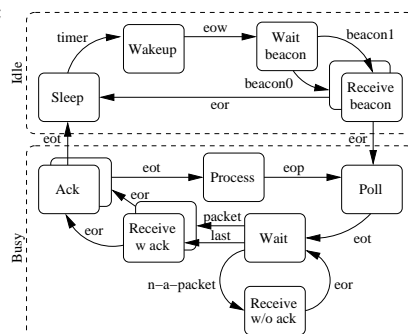 :
timer
Wakeup
eow
Wait
beacon
beacon1
Idle
Sleep
beacon0
Receive
beacon
eor
eot
eor
Busy
Ack
eot
Process
eop
Poll
eor
packet
eor
Receive
w ack
last
Wait
eot
n-a-packet
eor
Receive
w/o ack